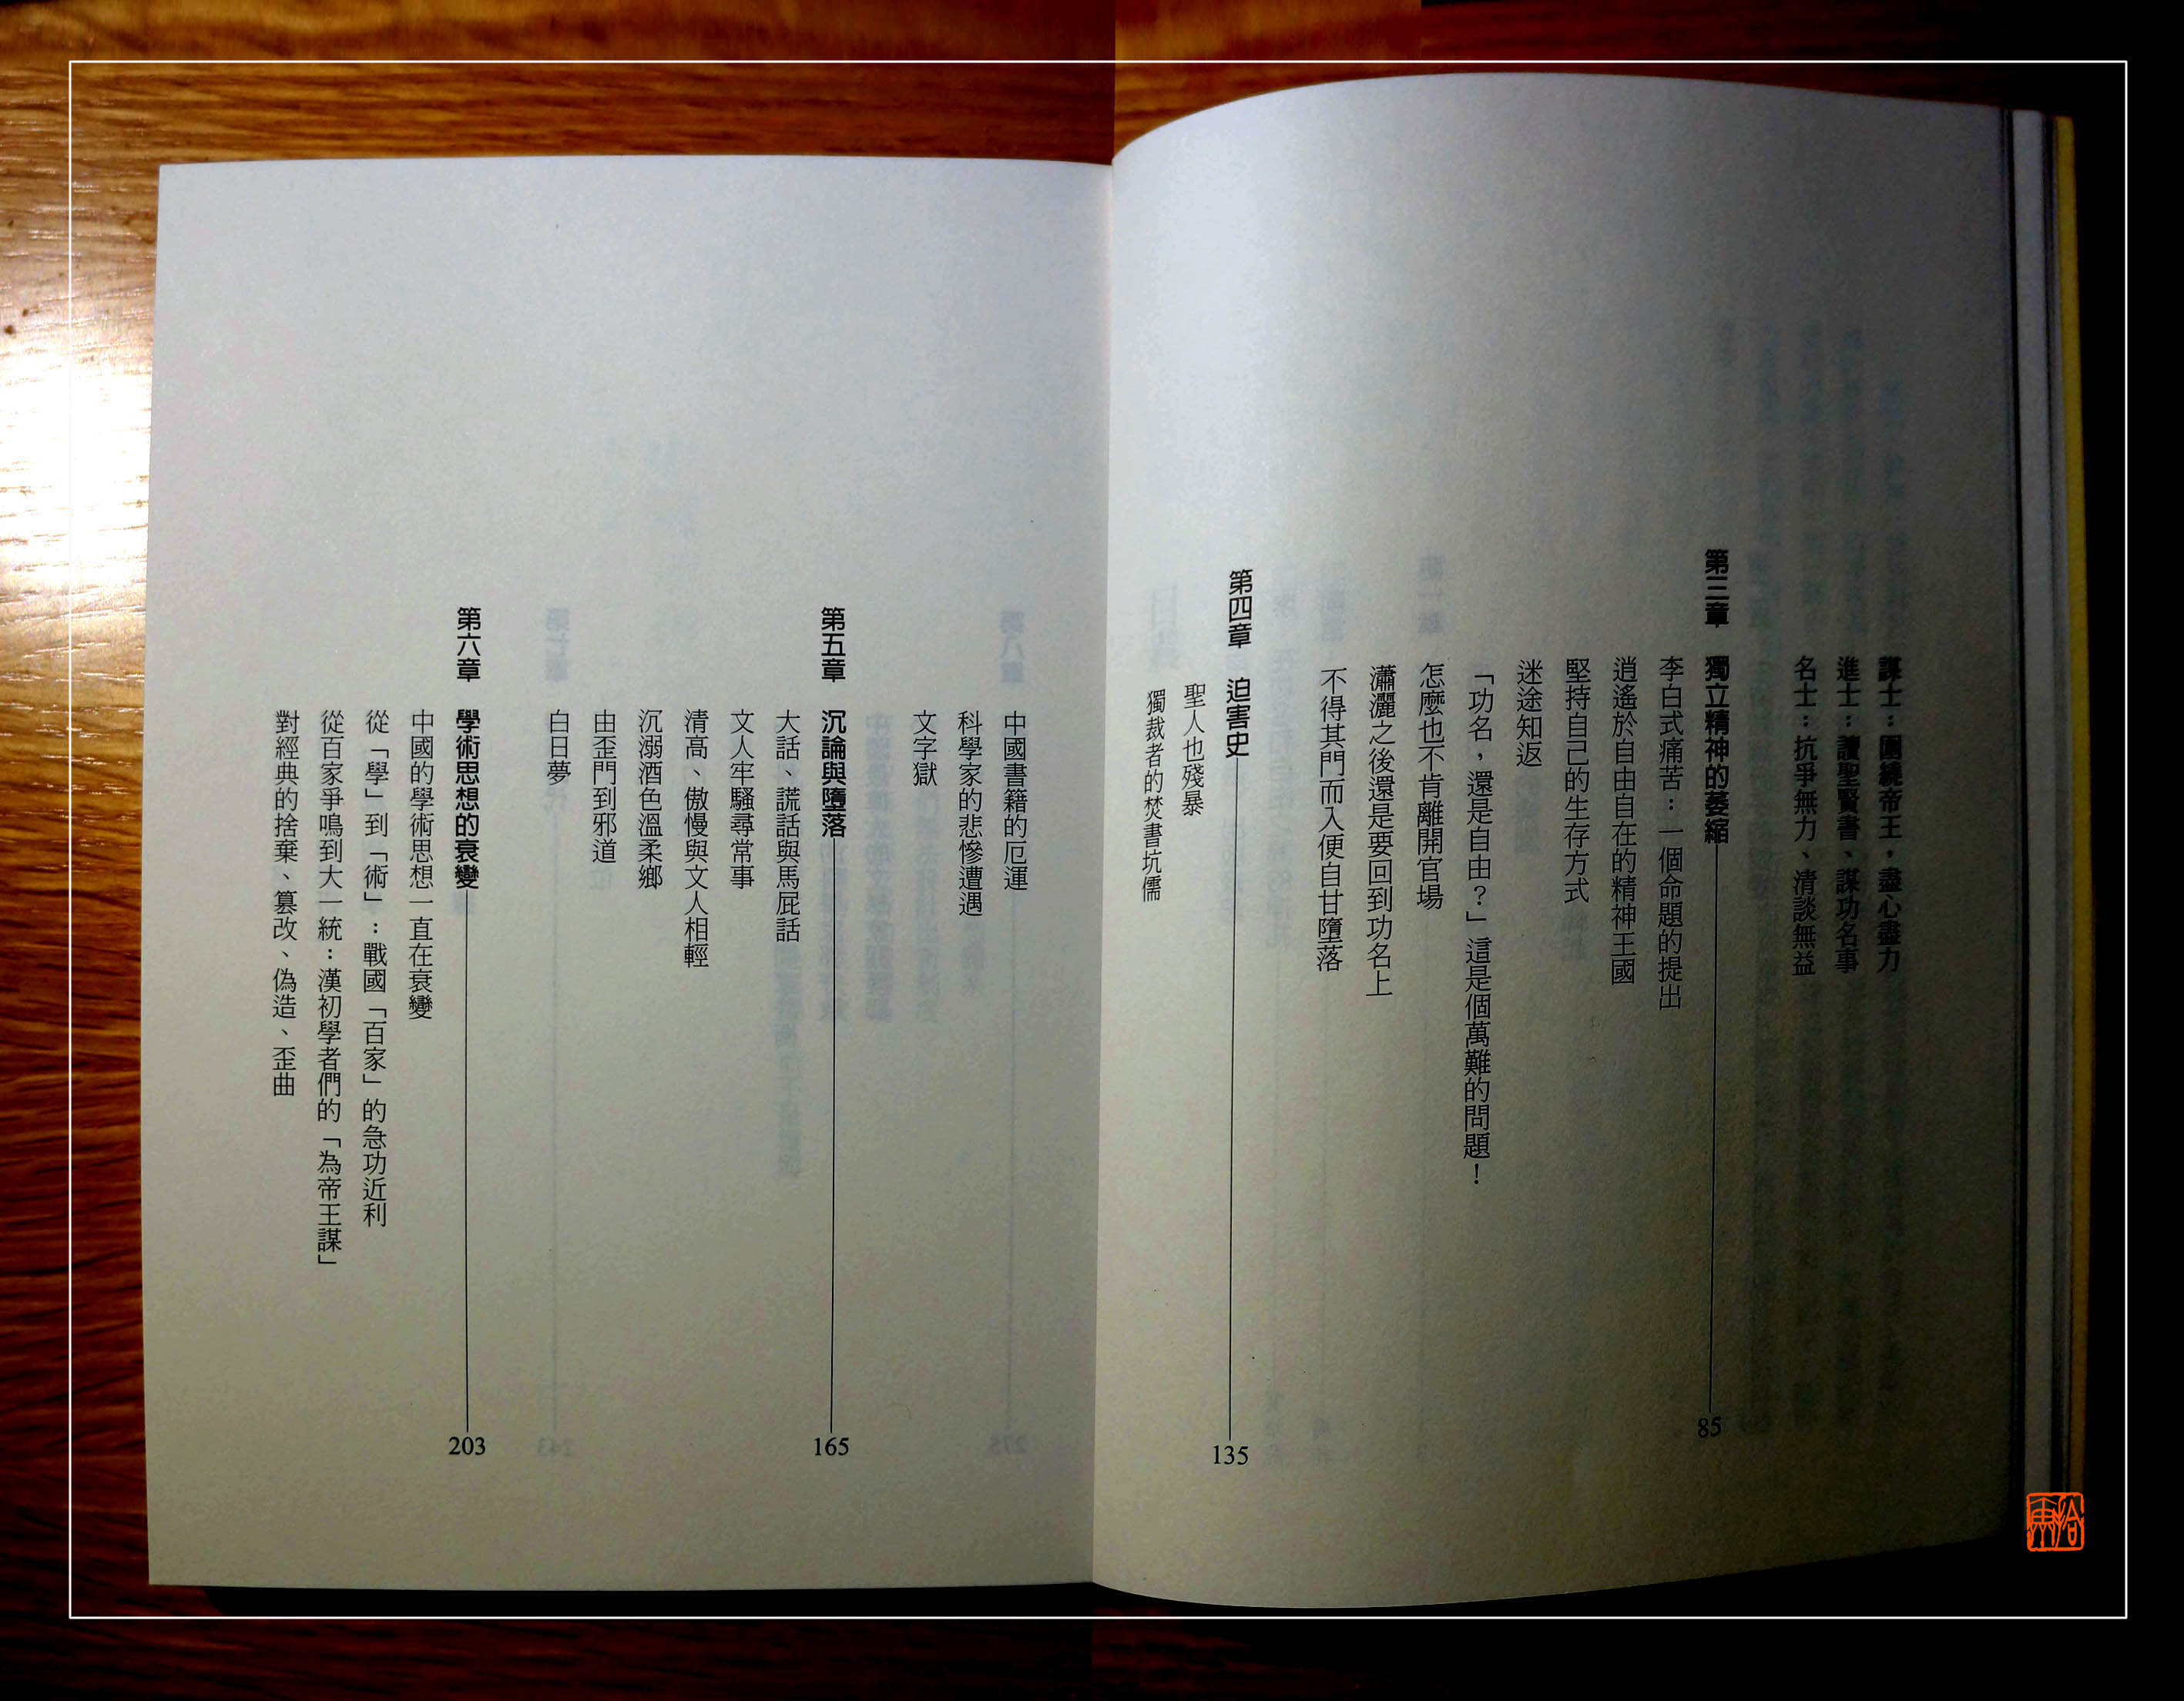 謀士：圍繞帝王，盡心盡力
進士：讀聖賢書、謀功名事
名士：抗爭無力、清談無益
第三章　獨立精神的萎縮 85
李白式痛苦：一個命題的提出
逍遙於自由自在的精神王國
堅持自己的生存方式
迷途知返
「功名，還是自由？」這是個萬難的問題！
怎麼也不肯離開官場
瀟灑之後還是要回到功名上
不得其門而入便自甘墮落
第四章　迫害史 135
聖人也殘暴
獨裁者的焚書坑儒
中國書籍的厄運
科學家的悲慘遭遇
文字獄
第五章　沉論與墮落 165
大話、謊話與馬屁話
文人牢騷尋常事
清高、傲慢與文人相輕
沉溺酒色溫柔鄉
由歪門到邪道
白日夢
第六章　學術思想的衰變 203
中國的學術思想一直在衰變
從「學」到「術」：戰國「百家」的急功近利
從百家爭鳴到大一統：漢初學者們的「為帝王謀」
對經典的捨棄、篡改、偽造、歪曲